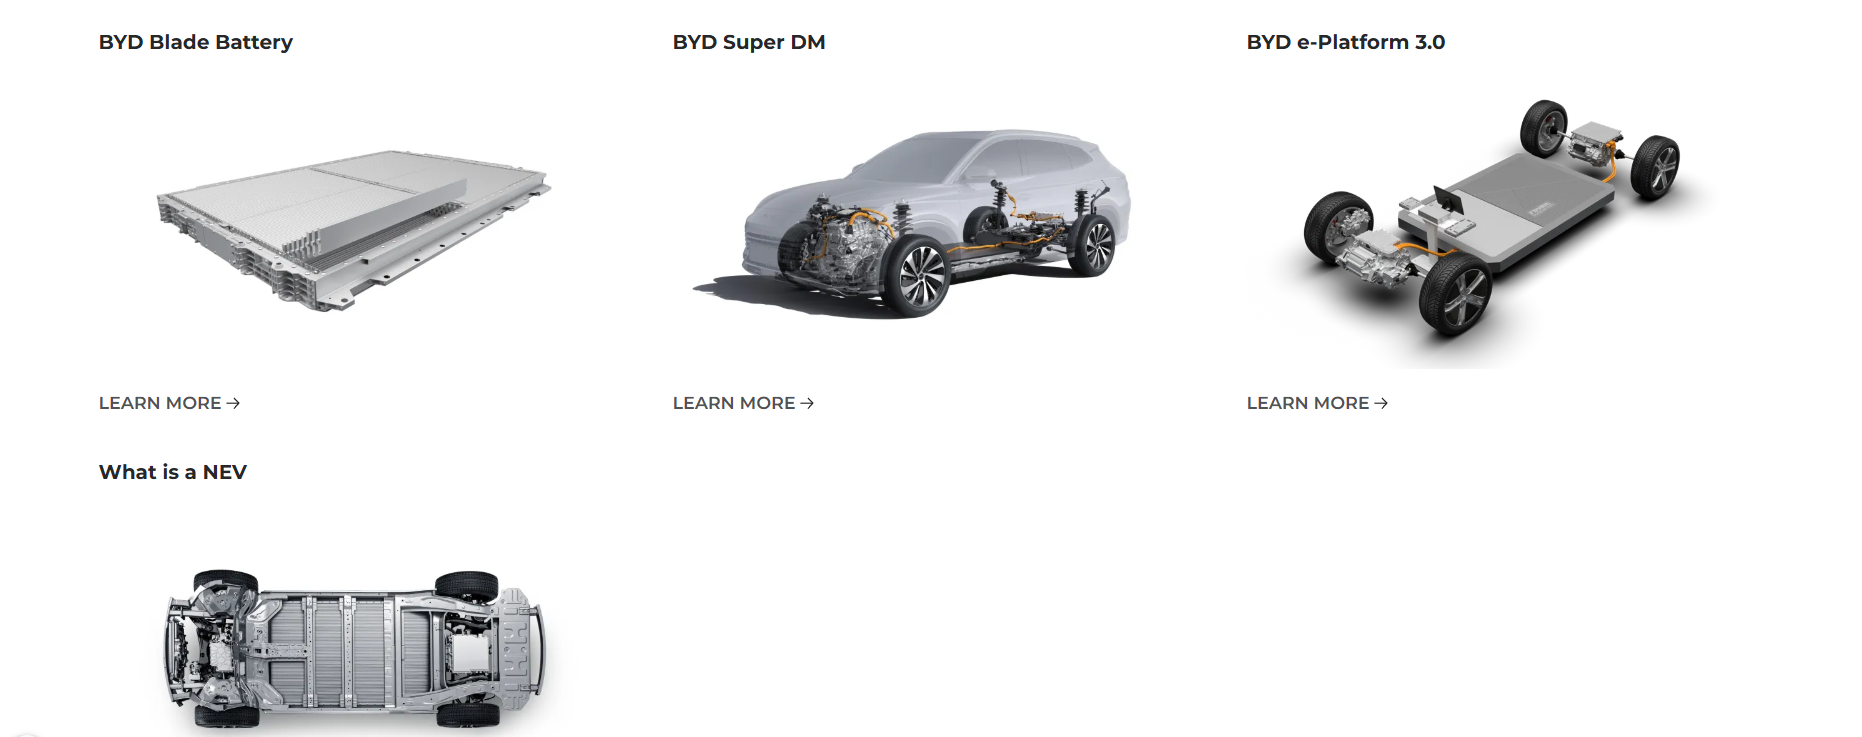 BYD Blade Battery
BYD Super DM
BYD e-Platform 3.0
LEARN MORE →
LEARN MORE →
LEARN MORE →
What is a NEV